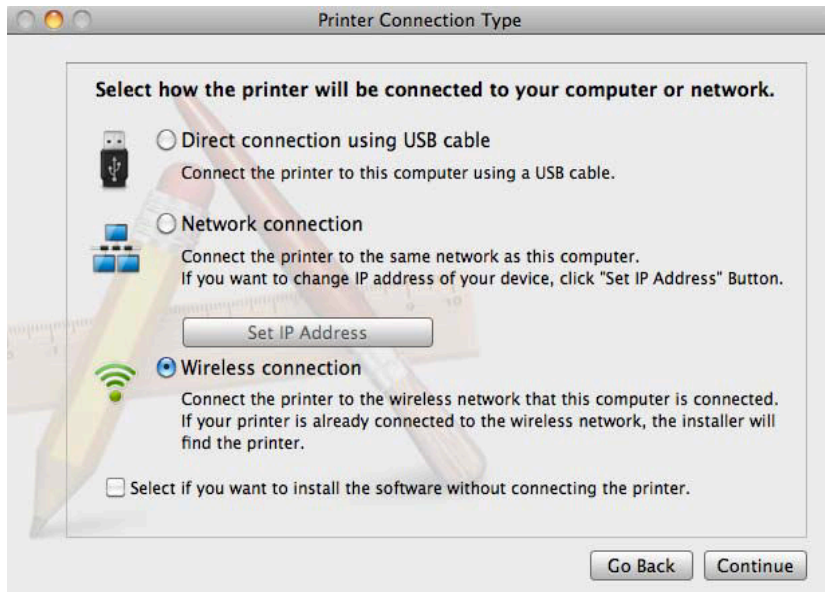 Printer Connection Type
Select how the printer will be connected to your computer or network.
Direct connection using USB cable
Connect the printer to this computer using a USB cable.
Network connection
Connect the printer to the same network as this computer.
If you want to change IP address of your device, click "Set IP Address" Button.
Set IP Address
Wireless connection
Connect the printer to the wireless network that this computer is connected.
If your printer is already connected to the wireless network, the installer will
find the printer.
Select if you want to install the software without connecting the printer.
Go Back
Continue